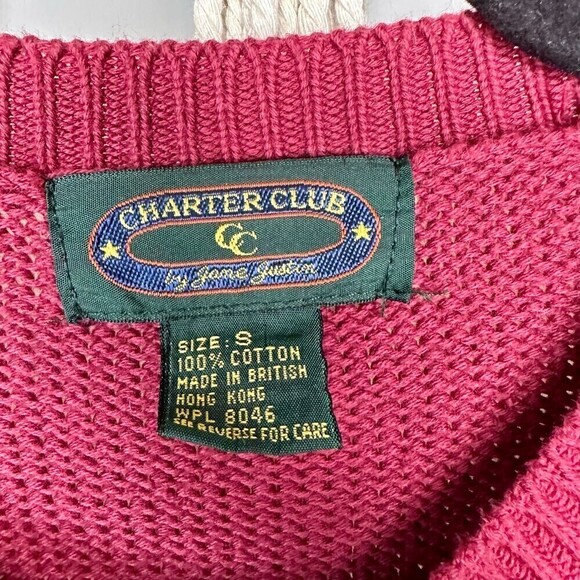 CHARTER CLUB
CC
by Jane Justin
SIZE: S
100% COTTON
MADE IN BRITISH
HONG KONG
WPL 8046
SEE REVERSE FOR CARE